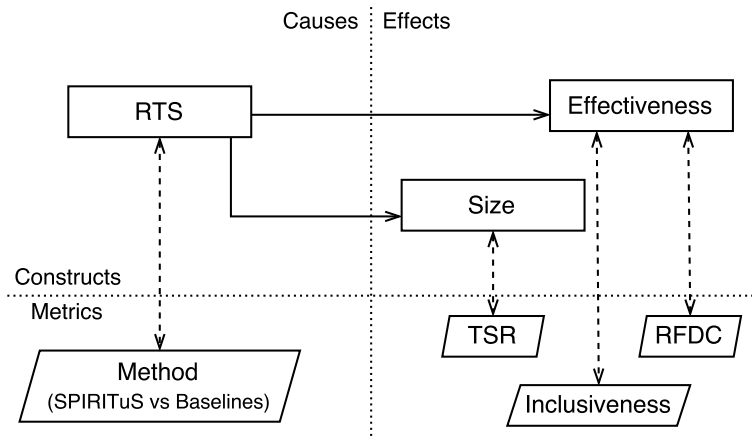 Causes
Effects
RTS
Effectiveness
Size
Constructs
Metrics
TSR
RFDC
Method
(SPIRITuS vs Baselines)
Inclusiveness